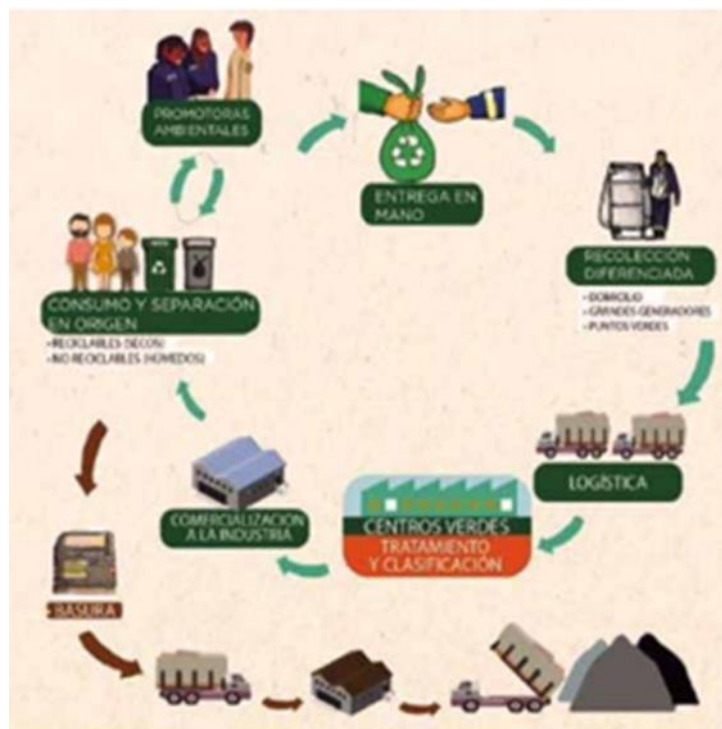 PROMOTORAS
AMBIENTALES
ENTREGA EN
MANO
RECOLECCIÓN
DIFERENCIADA
• DOMICILIO
• GRANDES GENERADORES
• PUNTOS VERDES
CONSUMO Y SEPARACIÓN
EN ORIGEN
• RECICLABLES (SECOS)
• NO RECICLABLES (HÚMEDOS)
LOGÍSTICA
CENTROS VERDES
TRATAMIENTO
Y CLASIFICACIÓN
COMERCIALIZACION
A LA INDUSTRIA
BASURA